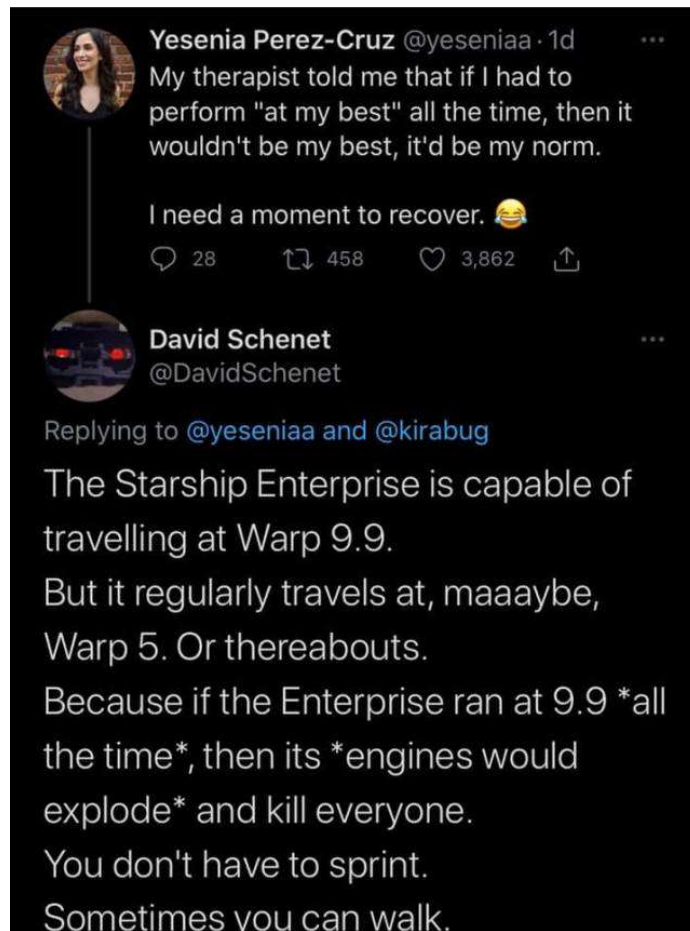 Yesenia Perez-Cruz @yeseniaa · 1d
My therapist told me that if I had to
perform "at my best" all the time, then it
wouldn't be my best, it'd be my norm.
I need a moment to recover. 😂
28 458 3,862
David Schenet
@DavidSchenet
Replying to @yeseniaa and @kirabug
The Starship Enterprise is capable of
travelling at Warp 9.9.
But it regularly travels at, maaaybe,
Warp 5. Or thereabouts.
Because if the Enterprise ran at 9.9 *all
the time*, then its *engines would
explode* and kill everyone.
You don't have to sprint.
Sometimes you can walk.